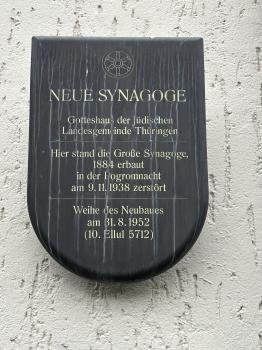 NEUE SYNAGOGE
Gotteshaus der Jüdischen
Landesgemeinde Thüringen
Hier stand die Große Synagoge,
1884 erbaut
in der Pogromnacht
am 9.11.1938 zerstört
Weihe des Neubaues
am 31.8.1952
(10. Ellul 5712)